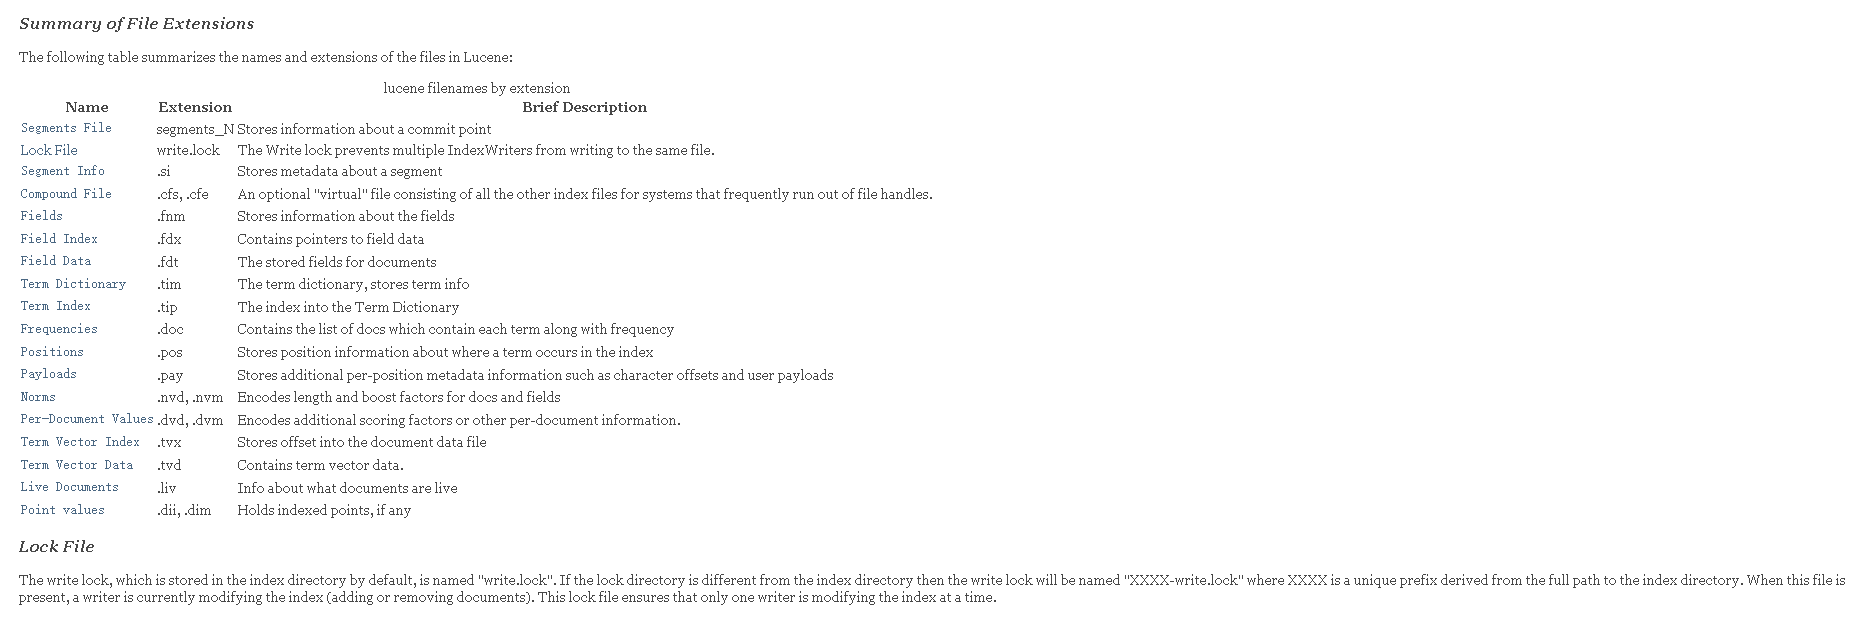 Summary of File Extensions
The following table summarizes the names and extensions of the files in Lucene:
lucene filenames by extension
Name Extension Brief Description
Segments File segments_N Stores information about a commit point
Lock File write.lock The Write lock prevents multiple IndexWriters from writing to the same file.
Segment Info .si Stores metadata about a segment
Compound File .cfs, .cfe An optional "virtual" file consisting of all the other index files for systems that frequently run out of file handles.
Fields .fnm Stores information about the fields
Field Index .fdx Contains pointers to field data
Field Data .fdt The stored fields for documents
Term Dictionary .tim The term dictionary, stores term info
Term Index .tip The index into the Term Dictionary
Frequencies .doc Contains the list of docs which contain each term along with frequency
Positions .pos Stores position information about where a term occurs in the index
Payloads .pay Stores additional per-position metadata information such as character offsets and user payloads
Norms .nvd, .nvm Encodes length and boost factors for docs and fields
Per-Document Values .dvd, .dvm Encodes additional scoring factors or other per-document information.
Term Vector Index .tvx Stores offset into the document data file
Term Vector Data .tvd Contains term vector data.
Live Documents .liv Info about what documents are live
Point values .dii, .dim Holds indexed points, if any
Lock File
The write lock, which is stored in the index directory by default, is named "write.lock". If the lock directory is different from the index directory then the write lock will be named "XXXX-write.lock" where XXXX is a unique prefix derived from the full path to the index directory. When this file is
present, a writer is currently modifying the index (adding or removing documents). This lock file ensures that only one writer is modifying the index at a time.